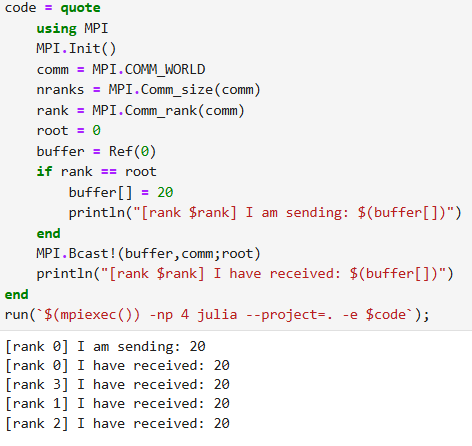 code = quote
    using MPI
    MPI.Init()
    comm = MPI.COMM_WORLD
    nranks = MPI.Comm_size(comm)
    rank = MPI.Comm_rank(comm)
    root = 0
    buffer = Ref(0)
    if rank == root
        buffer[] = 20
        println("[rank $rank] I am sending: $(buffer[])")
    end
    MPI.Bcast!(buffer,comm;root)
    println("[rank $rank] I have received: $(buffer[])")
end
run(`$(mpiexec()) -np 4 julia --project=. -e $code`);
[rank 0] I am sending: 20
[rank 0] I have received: 20
[rank 3] I have received: 20
[rank 1] I have received: 20
[rank 2] I have received: 20